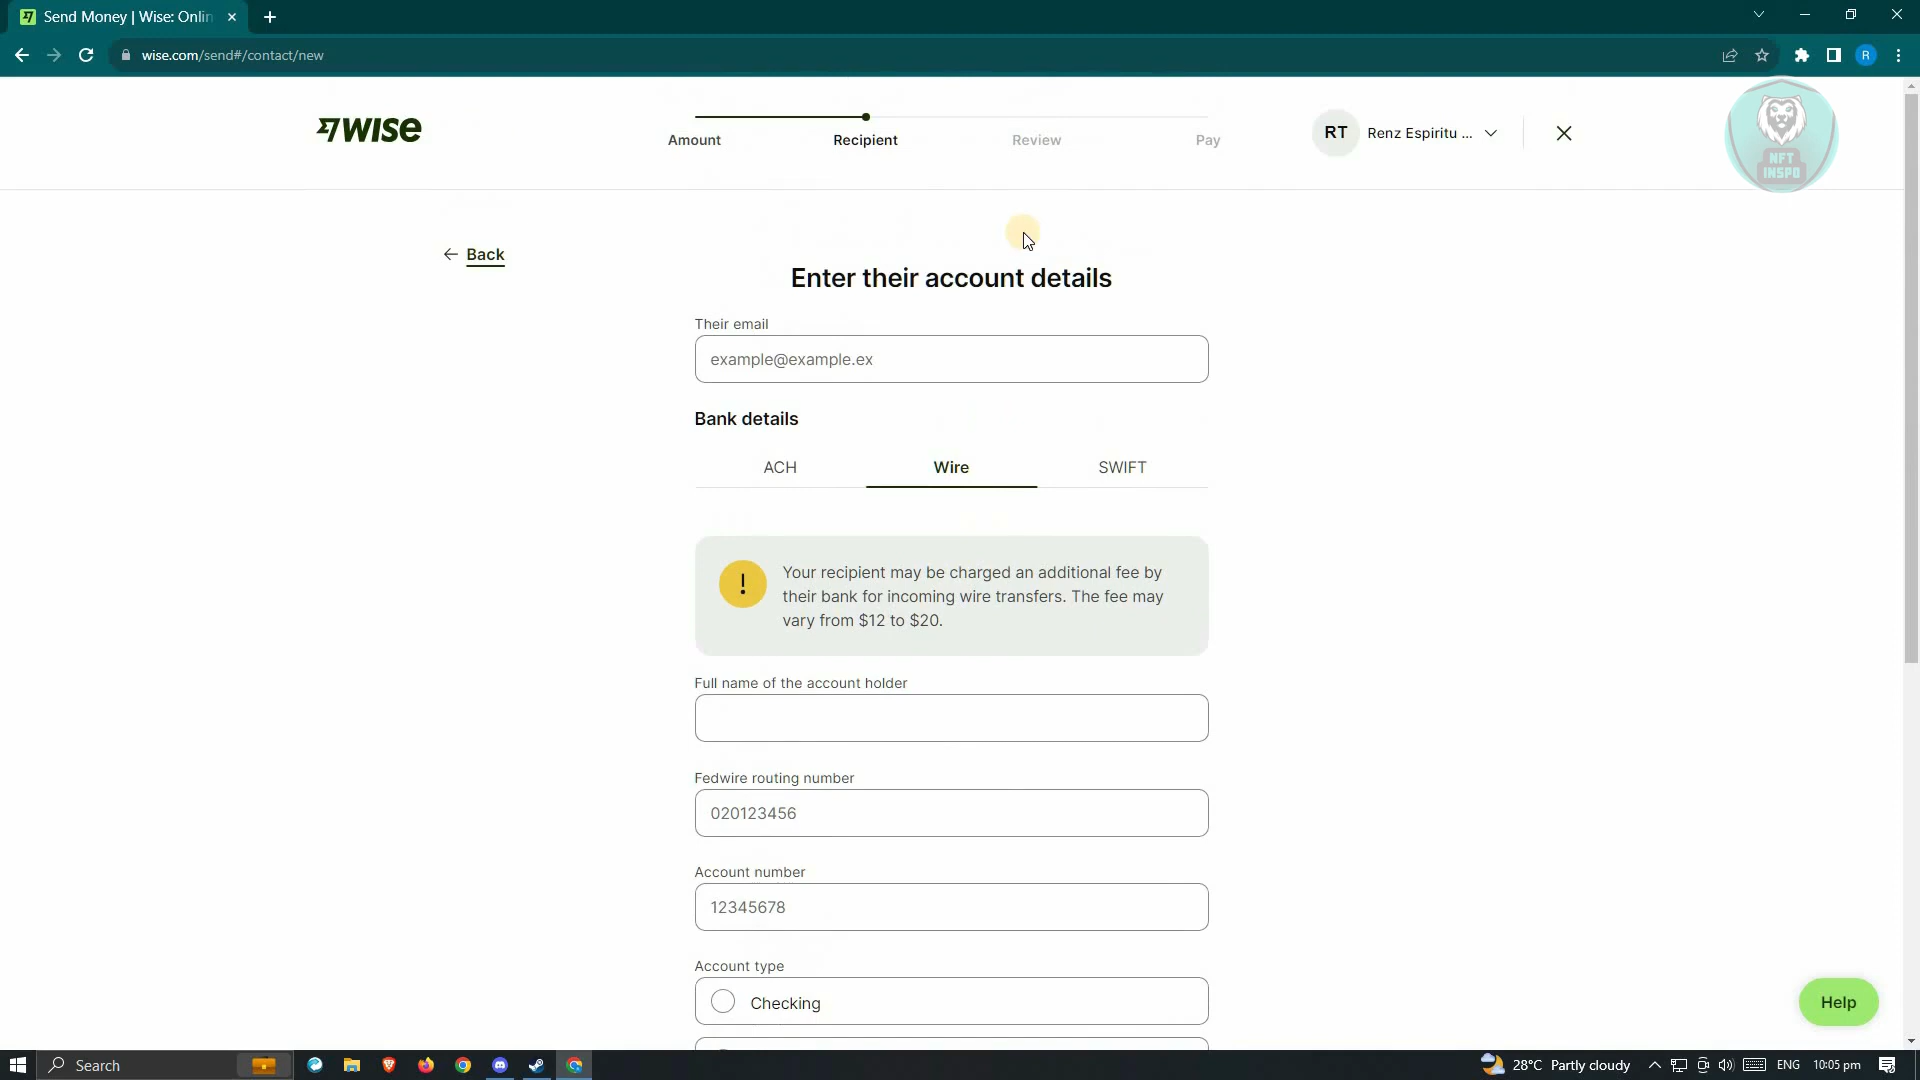 Send Money | Wise: Onlin
wise.com/send#/contact/new
R
WISE
Amount
Recipient
Review
Pay
RT
Renz Espiritu ...
NFT
INSPO
Back
Enter their account details
Their email
example@example.ex
Bank details
ACH
Wire
SWIFT
!
Your recipient may be charged an additional fee by
their bank for incoming wire transfers. The fee may
vary from $12 to $20.
Full name of the account holder
Fedwire routing number
020123456
Account number
12345678
Account type
Checking
Help
Search
28°C Partly cloudy
ENG
10:05 pm